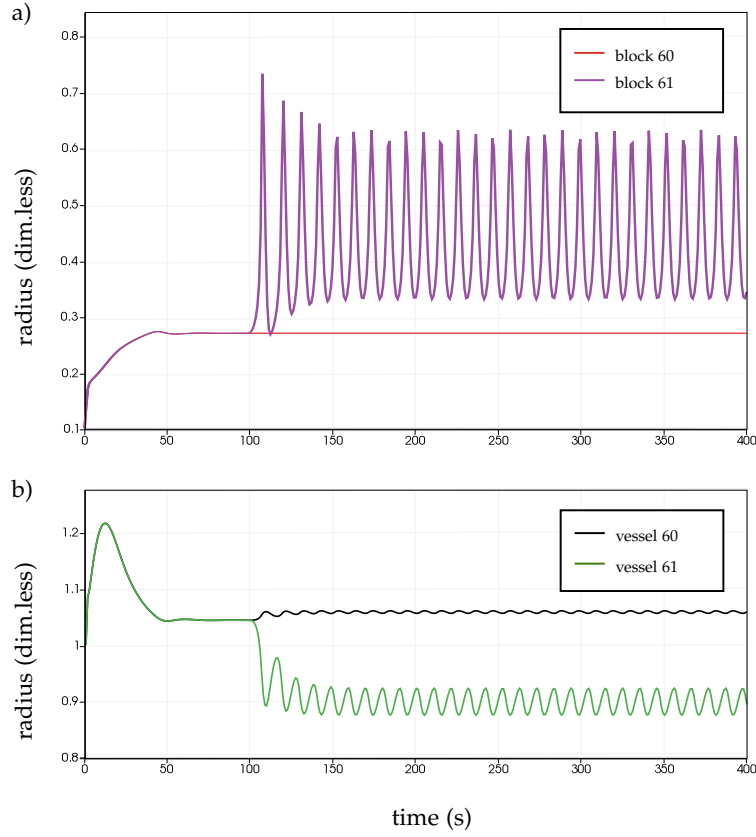 a)
0.8
0.7
0.6
0.5
0.4
0.3
0.2
0.1
radius (dim.less)
block 60
block 61
0 50 100 150 200 250 300 350 400
b)
1.2
1.1
1
0.9
0.8
radius (dim.less)
vessel 60
vessel 61
0 50 100 150 200 250 300 350 400
time (s)